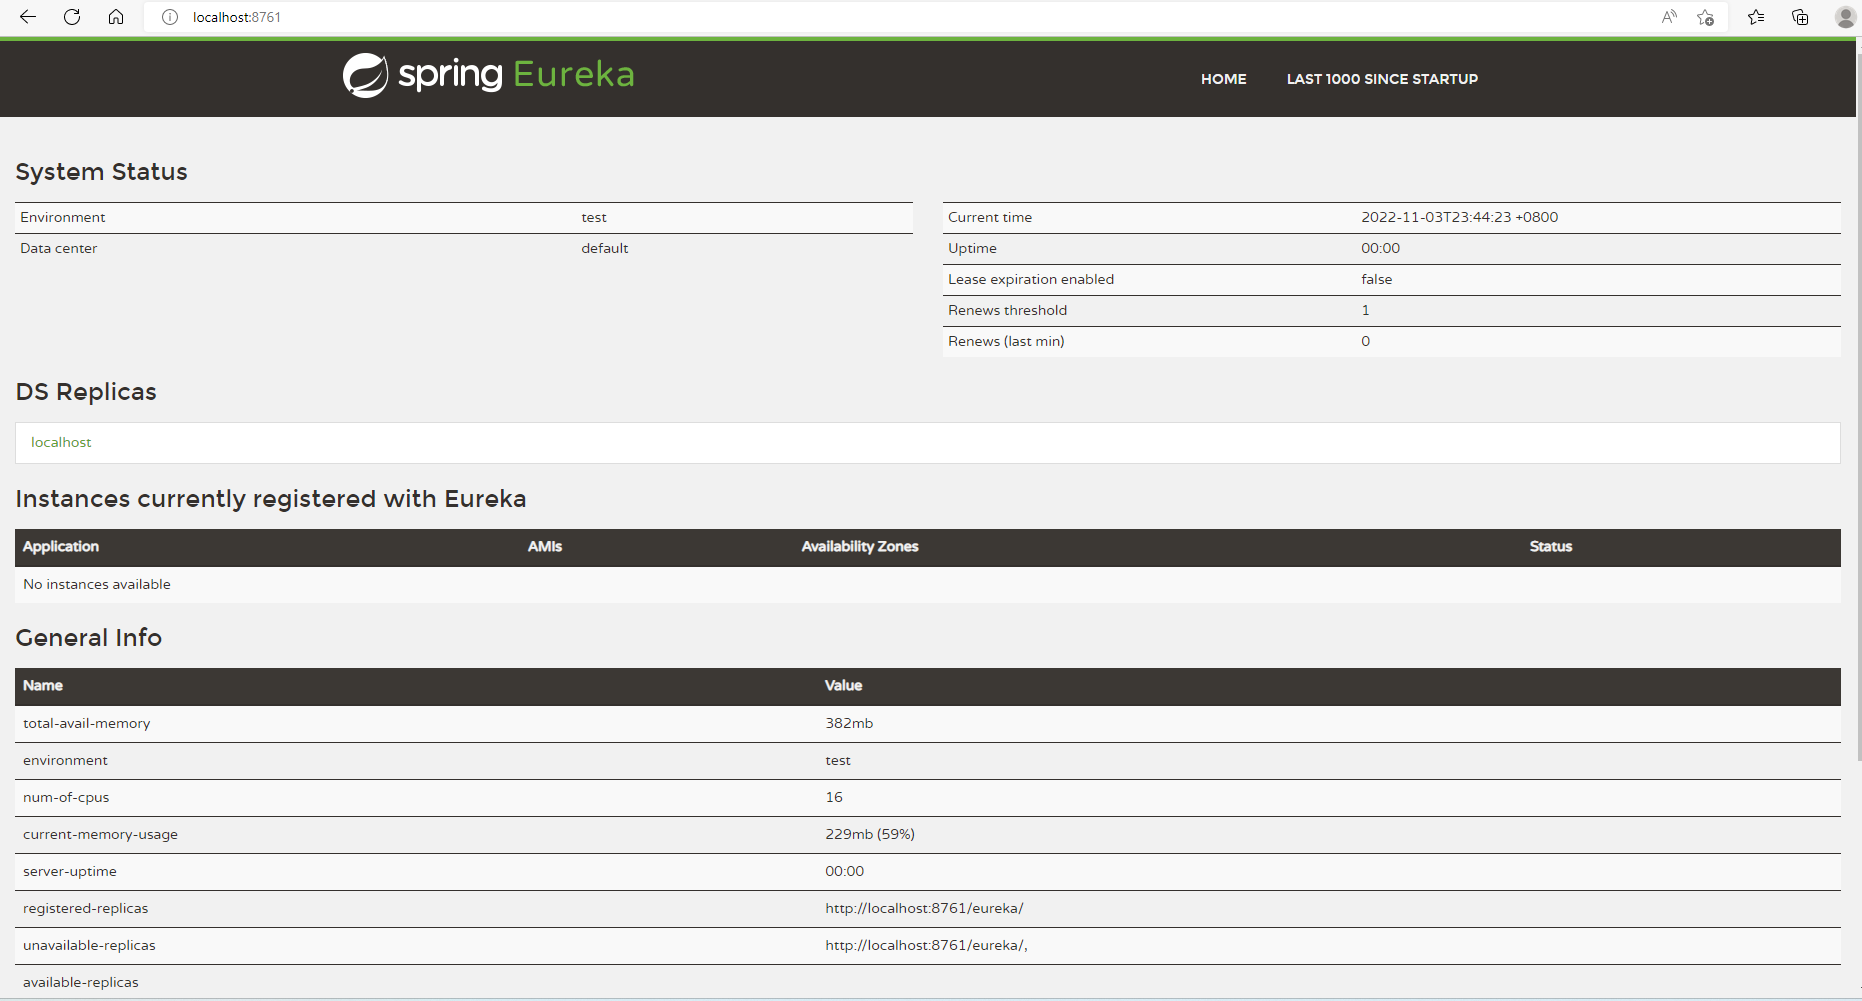 localhost:8761
spring Eureka
HOME LAST 1000 SINCE STARTUP
System Status
Environment test
Data center default
Current time 2022-11-03T23:44:23 +0800
Uptime 00:00
Lease expiration enabled false
Renews threshold 1
Renews (last min) 0
DS Replicas
localhost
Instances currently registered with Eureka
Application AMIs Availability Zones Status
No instances available
General Info
Name Value
total-avail-memory 382mb
environment test
num-of-cpus 16
current-memory-usage 229mb (59%)
server-uptime 00:00
registered-replicas http://localhost:8761/eureka/
unavailable-replicas http://localhost:8761/eureka/,
available-replicas